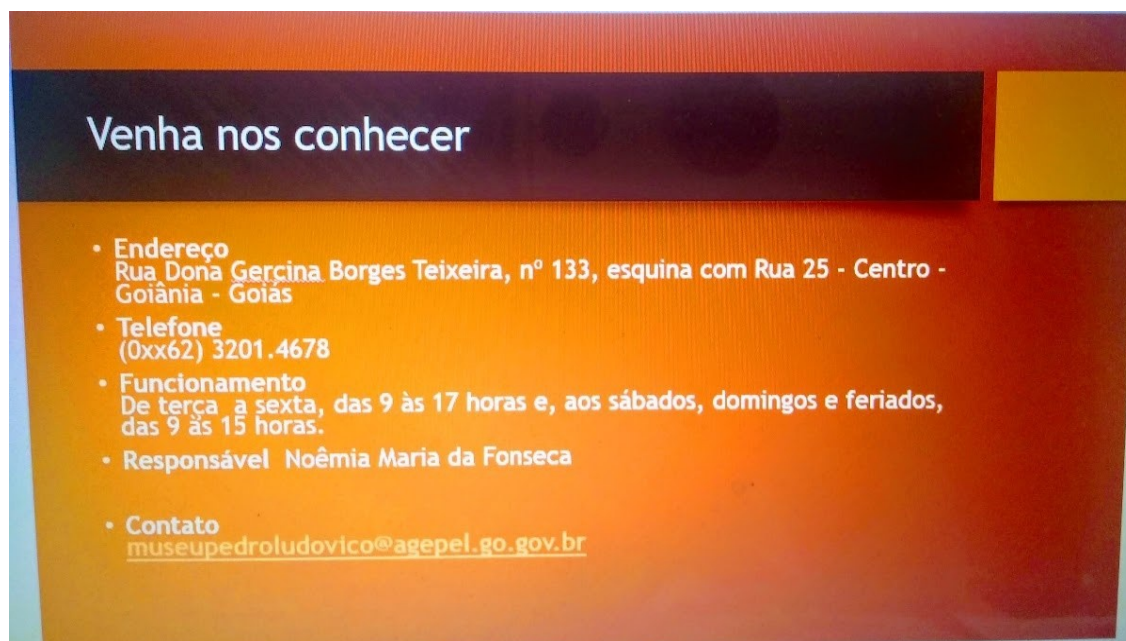 Venha nos conhecer
• Endereço
Rua Dona Gercina Borges Teixeira, nº 133, esquina com Rua 25 - Centro -
Goiânia - Goiás
• Telefone
(0xx62) 3201.4678
• Funcionamento
De terça  a sexta, das 9 às 17 horas e, aos sábados, domingos e feriados,
das 9 às 15 horas.
• Responsável  Noêmia Maria da Fonseca
• Contato
museupedroludovico@agepel.go.gov.br